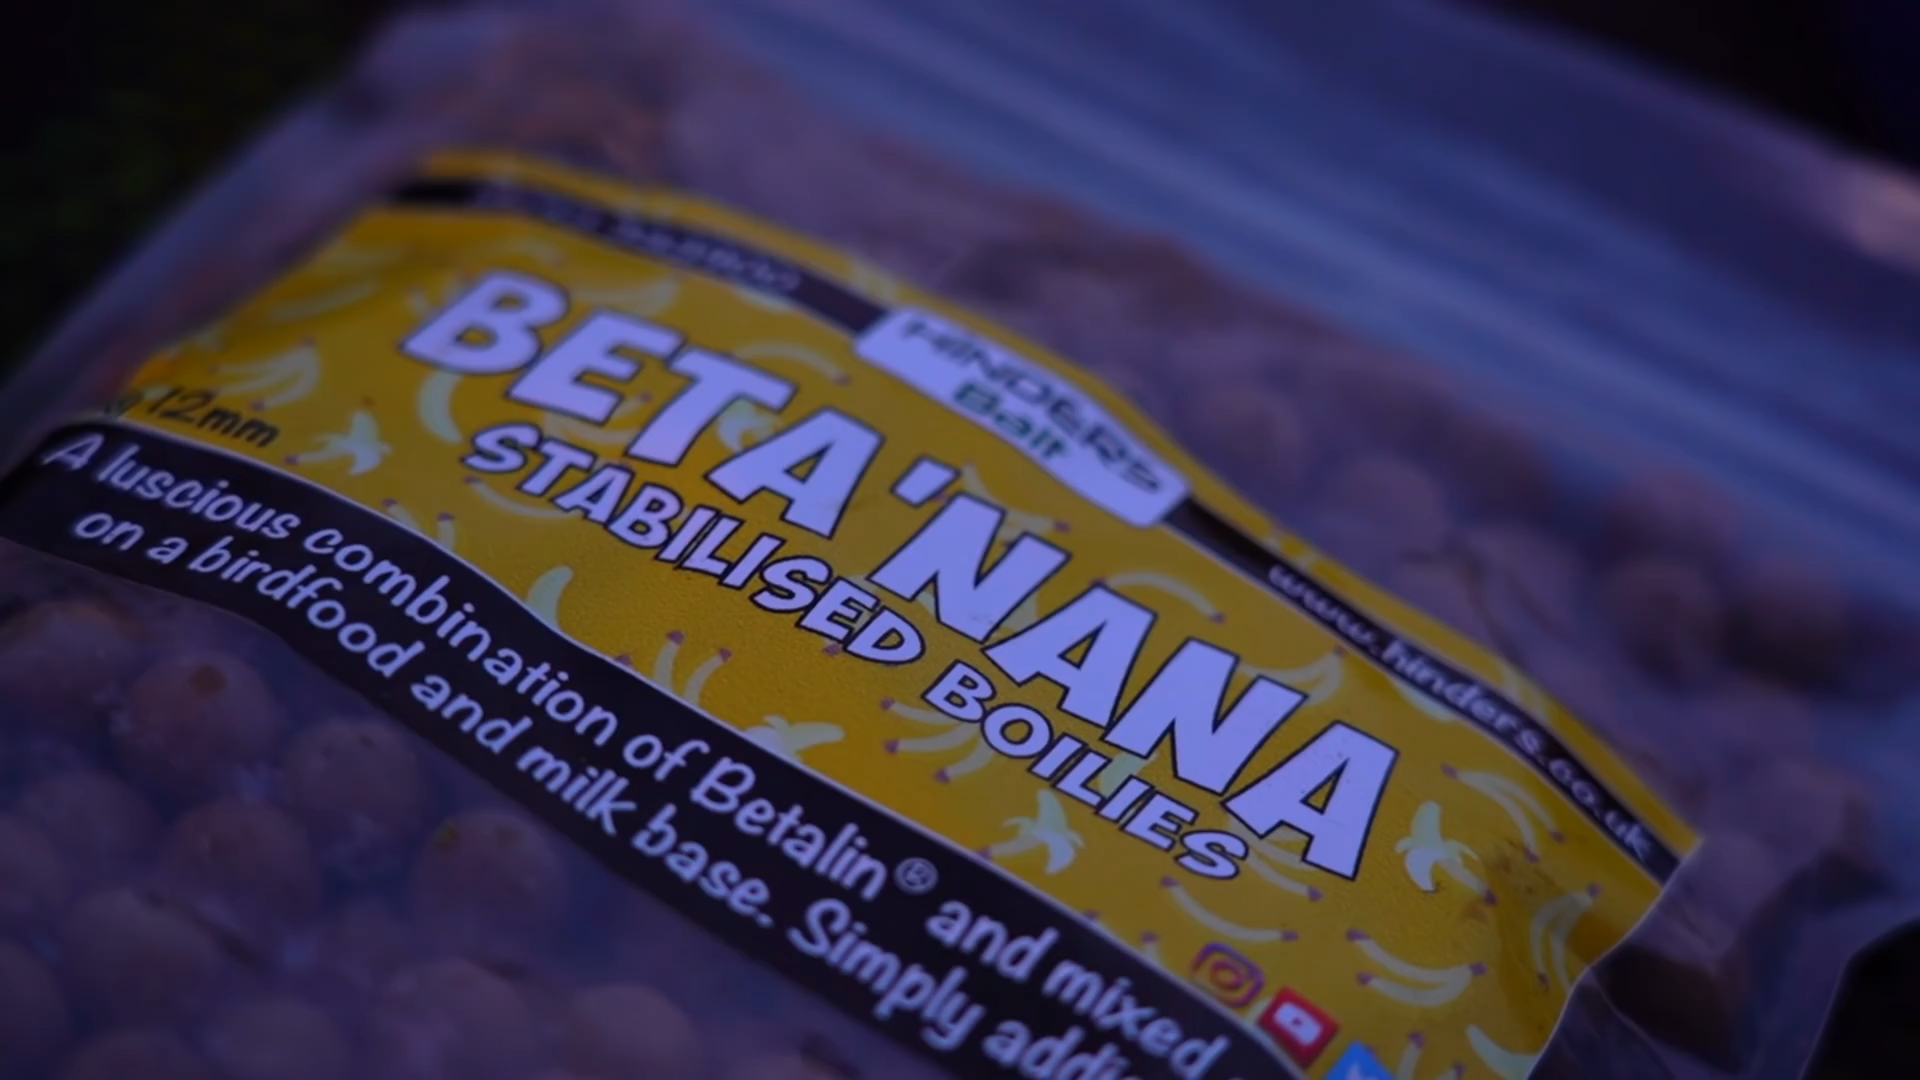 HINDERS
Bait
www.hinders.co.uk
BETA'NANA
STABILISED BOILIES
12mm
A luscious combination of Betalin® and mixed
on a birdfood and milk base. Simply